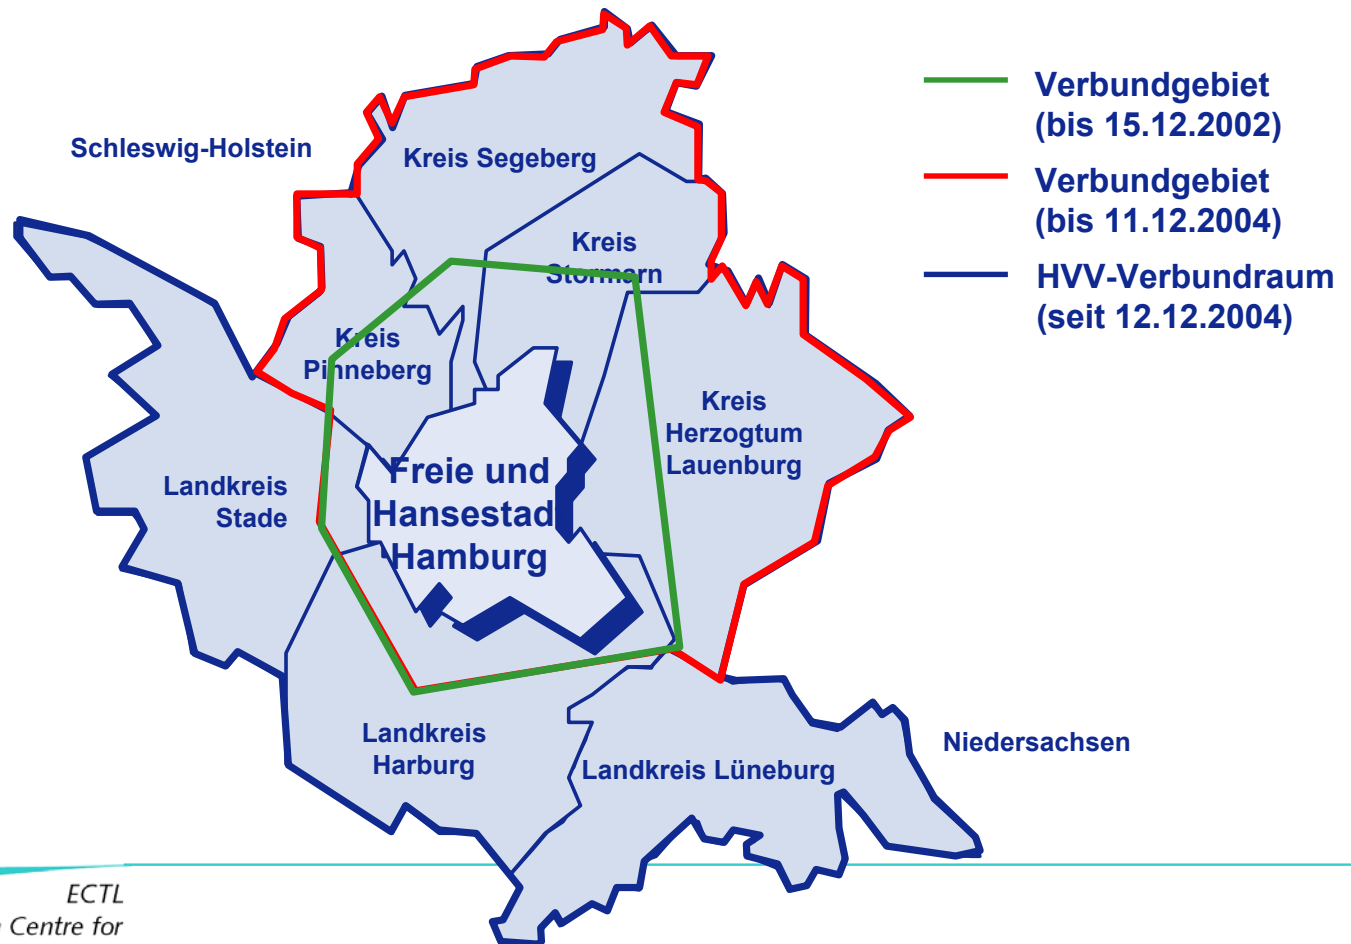 Verbundgebiet
(bis 15.12.2002)
Verbundgebiet
(bis 11.12.2004)
HVV-Verbundraum
(seit 12.12.2004)
Schleswig-Holstein
Kreis Segeberg
Kreis
Stormarn
Kreis
Pinneberg
Kreis
Herzogtum
Lauenburg
Freie und
Hansestadt
Hamburg
Landkreis
Stade
Landkreis
Harburg
Landkreis Lüneburg
Niedersachsen
ECTL
Centre for